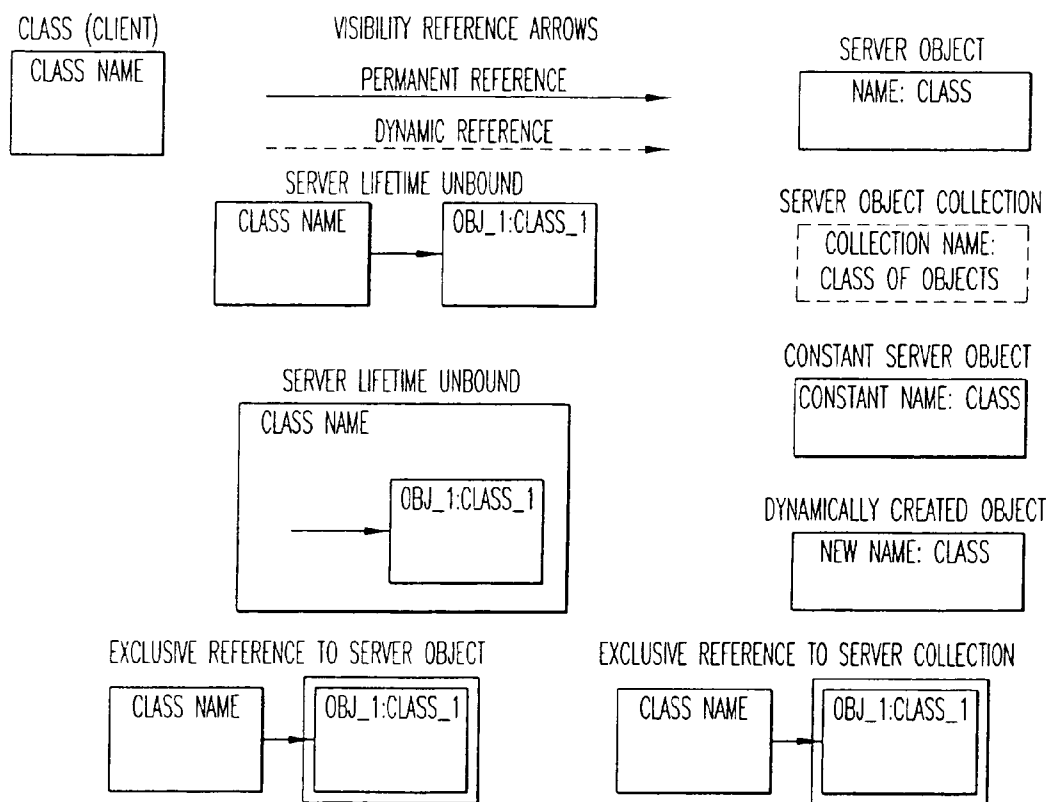 CLASS (CLIENT)
CLASS NAME
VISIBILITY REFERENCE ARROWS
PERMANENT REFERENCE
DYNAMIC REFERENCE
SERVER OBJECT
NAME: CLASS
SERVER LIFETIME UNBOUND
CLASS NAME
OBJ_1:CLASS_1
SERVER OBJECT COLLECTION
COLLECTION NAME:
CLASS OF OBJECTS
SERVER LIFETIME UNBOUND
CLASS NAME
OBJ_1:CLASS_1
CONSTANT SERVER OBJECT
CONSTANT NAME: CLASS
DYNAMICALLY CREATED OBJECT
NEW NAME: CLASS
EXCLUSIVE REFERENCE TO SERVER OBJECT
CLASS NAME
OBJ_1:CLASS_1
EXCLUSIVE REFERENCE TO SERVER COLLECTION
CLASS NAME
OBJ_1:CLASS_1